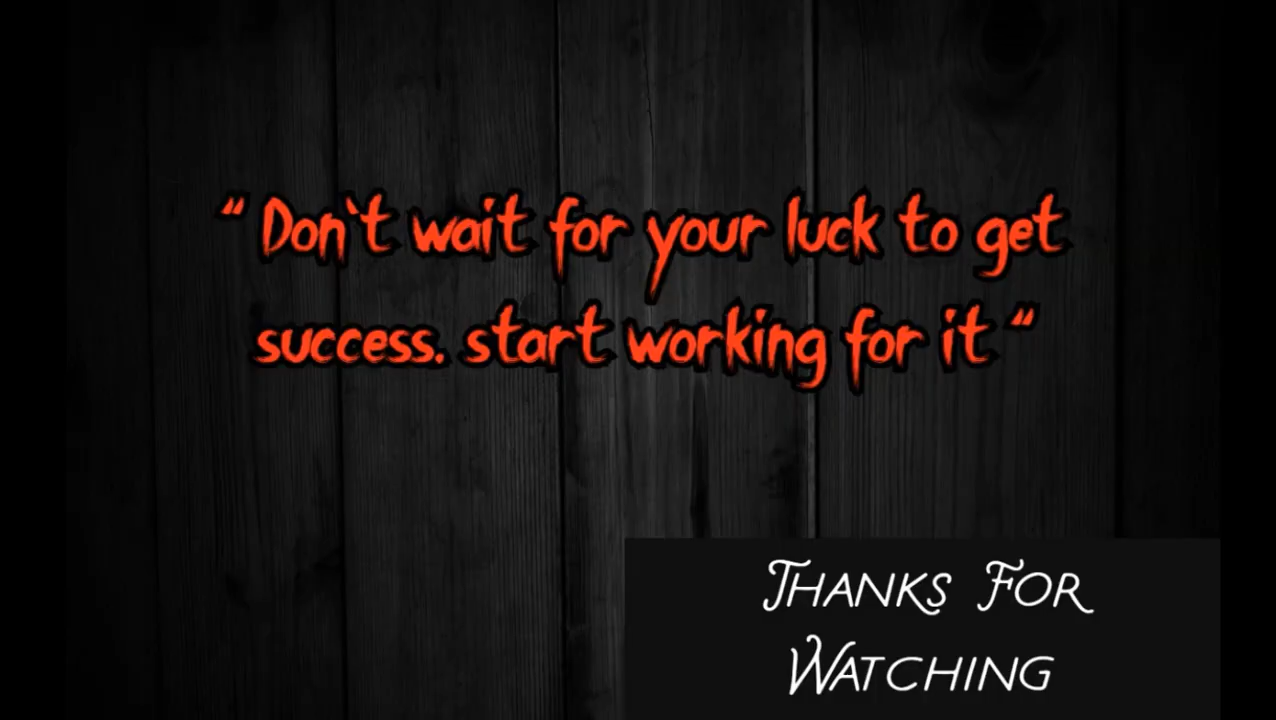 “ Don't wait for your luck to get
success. start working for it “
Thanks For
Watching